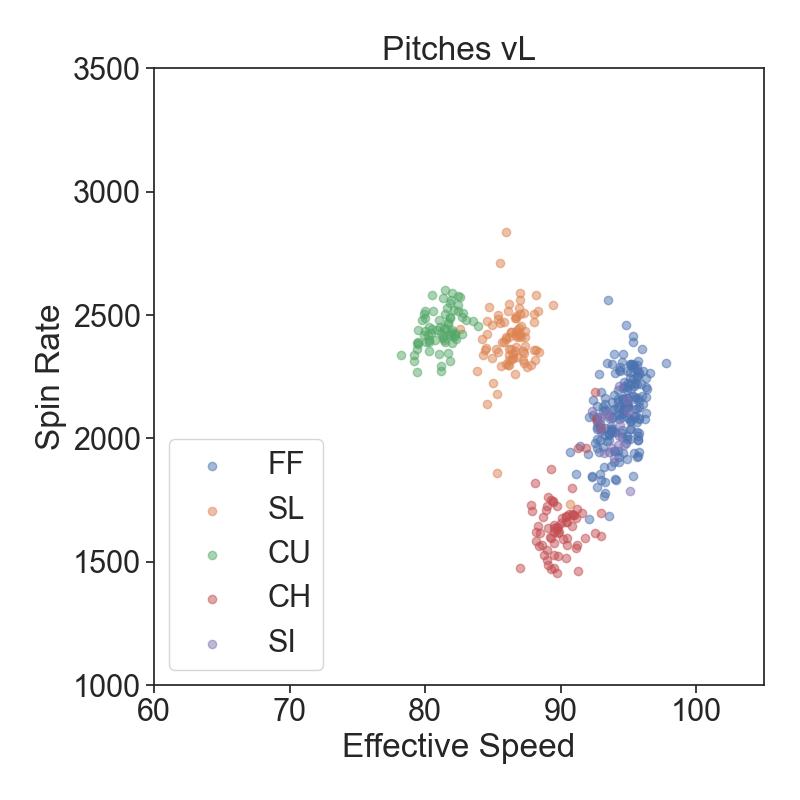 Pitches vL
3500
3000
2500
2000
1500
1000
Spin Rate
FF
SL
CU
CH
SI
60 70 80 90 100
Effective Speed